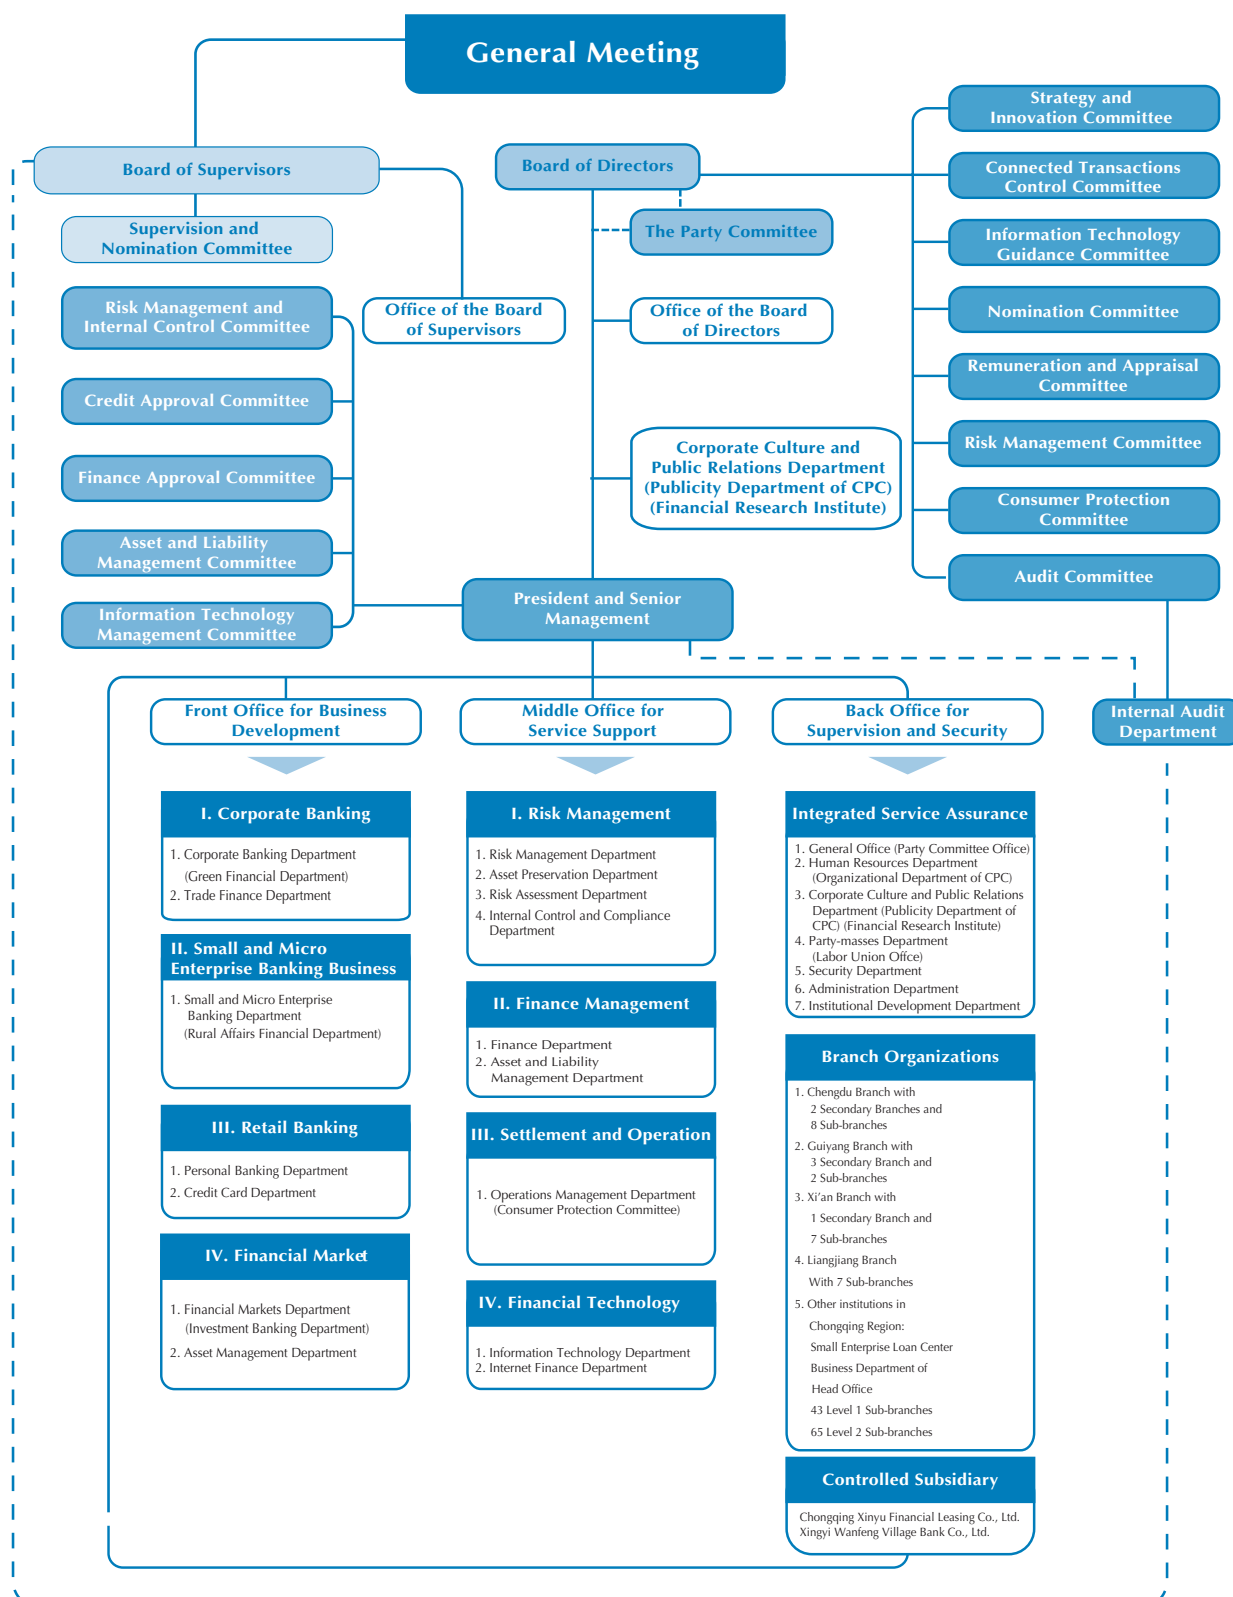 General Meeting
Board of Supervisors
Supervision and
Nomination Committee
Risk Management and
Internal Control Committee
Credit Approval Committee
Finance Approval Committee
Asset and Liability
Management Committee
Information Technology
Management Committee
Office of the Board
of Supervisors
Board of Directors
The Party Committee
Office of the Board
of Directors
Corporate Culture and
Public Relations Department
(Publicity Department of CPC)
(Financial Research Institute)
President and Senior
Management
Strategy and
Innovation Committee
Connected Transactions
Control Committee
Information Technology
Guidance Committee
Nomination Committee
Remuneration and Appraisal
Committee
Risk Management Committee
Consumer Protection
Committee
Audit Committee
Internal Audit
Department
Front Office for Business
Development
I. Corporate Banking
1. Corporate Banking Department
(Green Financial Department)
2. Trade Finance Department
II. Small and Micro
Enterprise Banking Business
1. Small and Micro Enterprise
Banking Department
(Rural Affairs Financial Department)
III. Retail Banking
1. Personal Banking Department
2. Credit Card Department
IV. Financial Market
1. Financial Markets Department
(Investment Banking Department)
2. Asset Management Department
Middle Office for
Service Support
I. Risk Management
1. Risk Management Department
2. Asset Preservation Department
3. Risk Assessment Department
4. Internal Control and Compliance
Department
II. Finance Management
1. Finance Department
2. Asset and Liability
Management Department
III. Settlement and Operation
1. Operations Management Department
(Consumer Protection Committee)
IV. Financial Technology
1. Information Technology Department
2. Internet Finance Department
Back Office for
Supervision and Security
Integrated Service Assurance
1. General Office (Party Committee Office)
2. Human Resources Department
(Organizational Department of CPC)
3. Corporate Culture and Public Relations
Department (Publicity Department of
CPC) (Financial Research Institute)
4. Party-masses Department
(Labor Union Offce)
5. Security Department
6. Administration Department
7. Institutional Development Department
Branch Organizations
1. Chengdu Branch with
2 Secondary Branches and
8 Sub-branches
2. Guiyang Branch with
3 Secondary Branch and
2 Sub-branches
3. Xi’an Branch with
1 Secondary Branch and
7 Sub-branches
4. Liangjiang Branch
With 7 Sub-branches
5. Other institutions in
Chongqing Region:
Small Enterprise Loan Center
Business Department of
Head Office
43 Level 1 Sub-branches
65 Level 2 Sub-branches
Controlled Subsidiary
Chongqing Xinyu Financial Leasing Co., Ltd.
Xingyi Wanfeng Village Bank Co., Ltd.